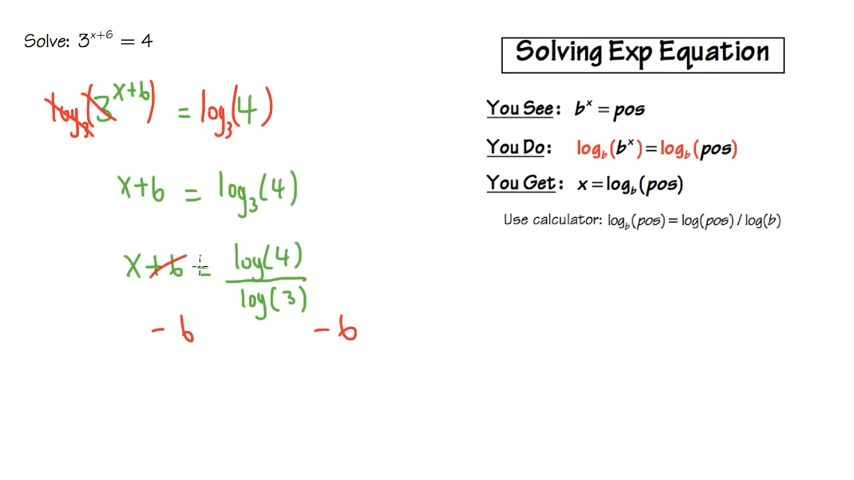 Solve: 3^{x+6} = 4
log₃(3^{x+6}) = log₃(4)
x+6 = log₃(4)
x+6 = log(4) / log(3)
-6 -6
Solving Exp Equation
You See: bˣ = pos
You Do: log_b(bˣ)=log_b(pos)
You Get: x=log_b(pos)
Use calculator: log_b(pos) = log(pos) / log(b)